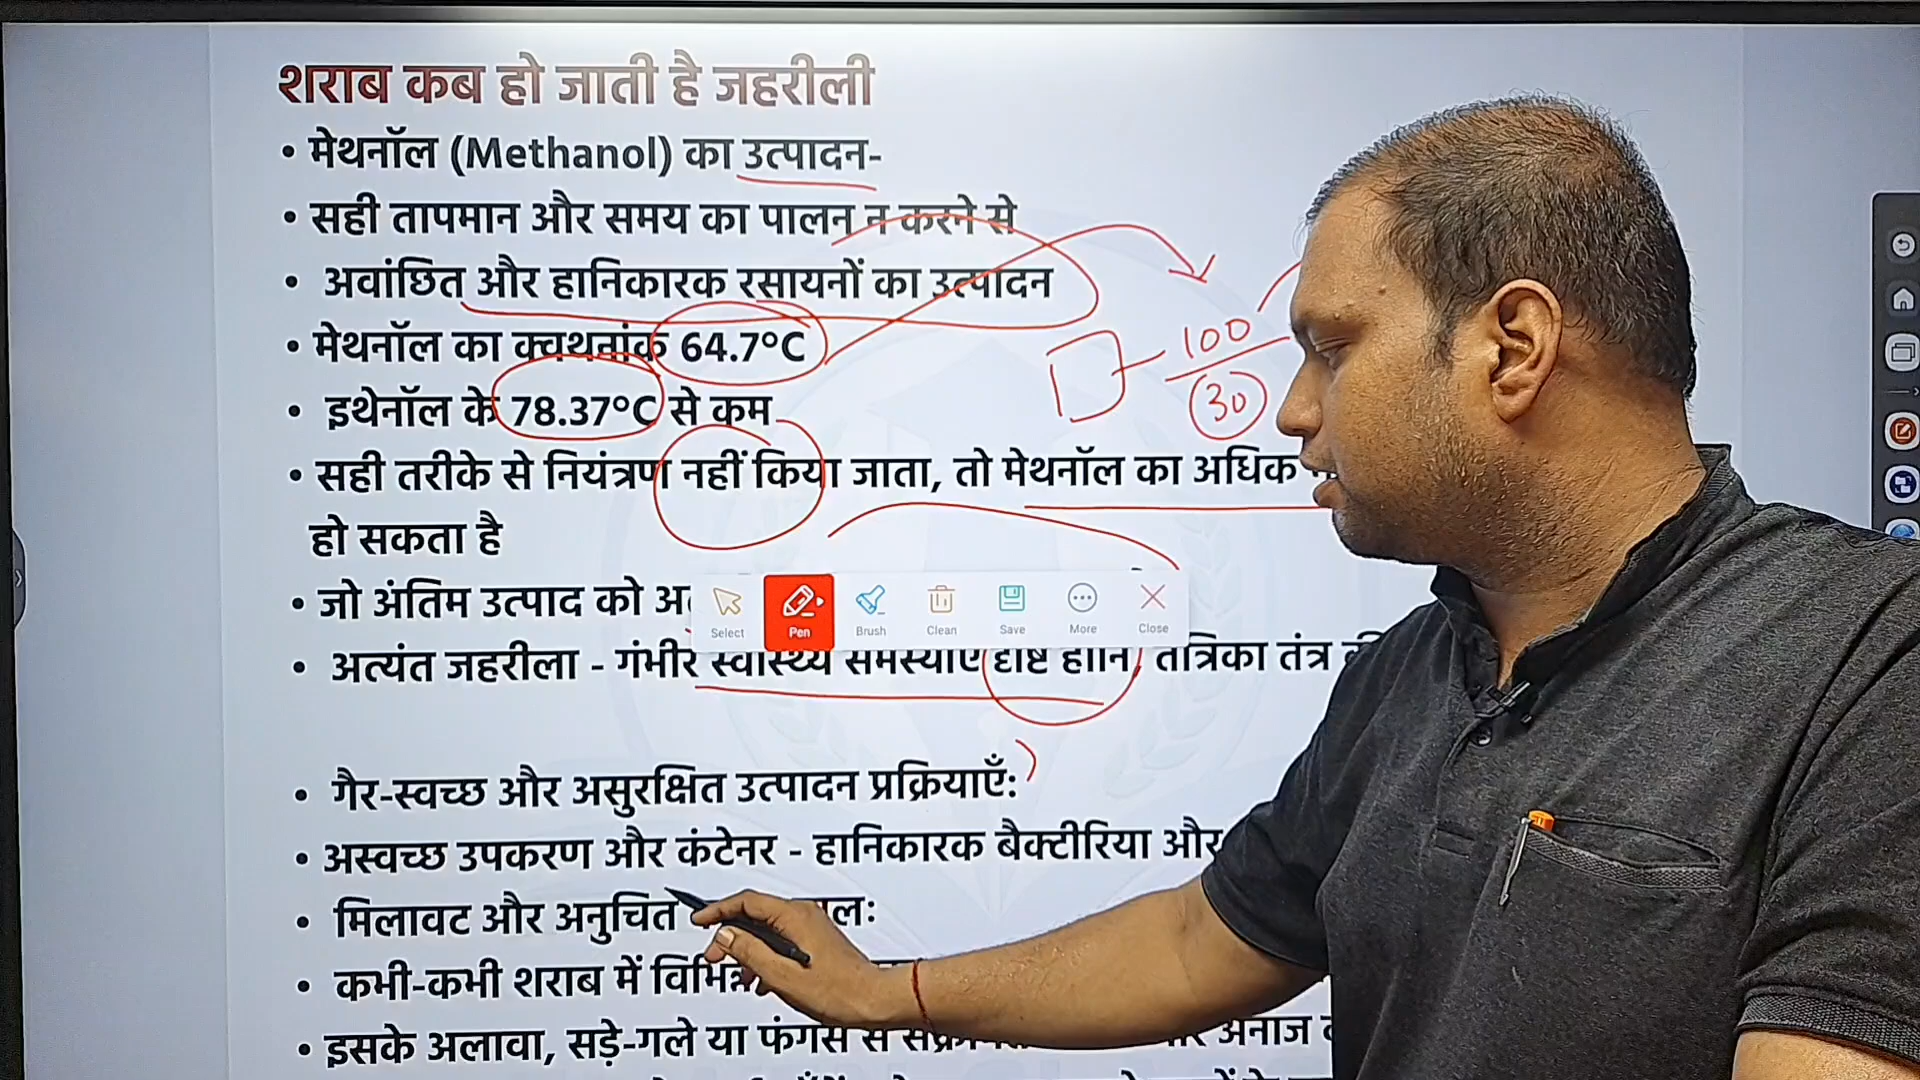 शराब कब हो जाती है जहरीली
• मेथनॉल (Methanol) का उत्पादन-
• सही तापमान और समय का पालन न करने से
• अवांछित और हानिकारक रसायनों का उत्पादन
• मेथनॉल का क्वथनांक 64.7°C
• इथेनॉल के 78.37°C से कम
100
30
• सही तरीके से नियंत्रण नहीं किया जाता, तो मेथनॉल का अधिक
हो सकता है
• जो अंतिम उत्पाद को
Select Pen Brush Clean Save More Close
• अत्यंत जहरीला - गंभीर स्वास्थ्य समस्याएँ दृष्टि हानि, तंत्रिका तंत्र
• गैर-स्वच्छ और असुरक्षित उत्पादन प्रक्रियाएँ:
• अस्वच्छ उपकरण और कंटेनर - हानिकारक बैक्टीरिया और
• मिलावट और अनुचित
• कभी-कभी शराब में
• इसके अलावा, सड़े-गले या फंगस से अनाज